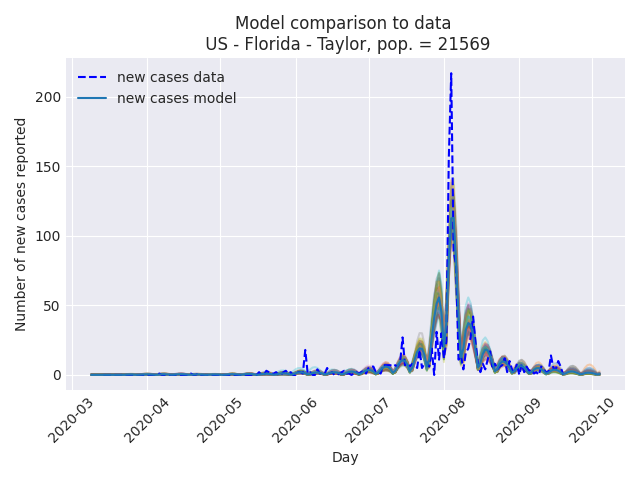 Model comparison to data
US - Florida - Taylor, pop. = 21569
new cases data
new cases model
Number of new cases reported
200
150
100
50
0
2020-03
2020-04
2020-05
2020-06
2020-07
2020-08
2020-09
2020-10
Day